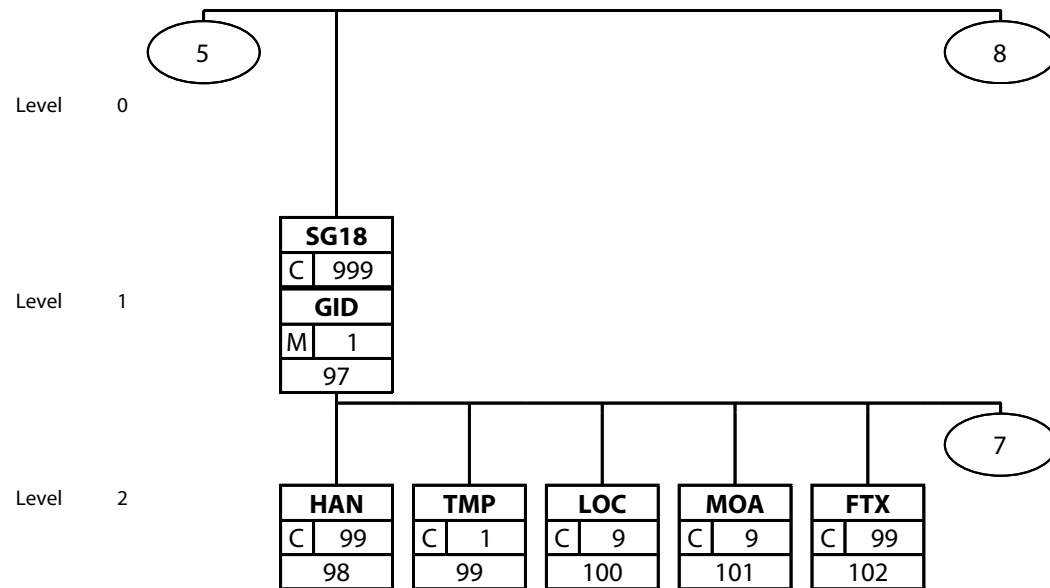 5 8
Level 0
SG18
C 999
Level 1
GID
M 1
97
7
Level 2
HAN TMP LOC MOA FTX
C 99 C 1 C 9 C 9 C 99
98 99 100 101 102